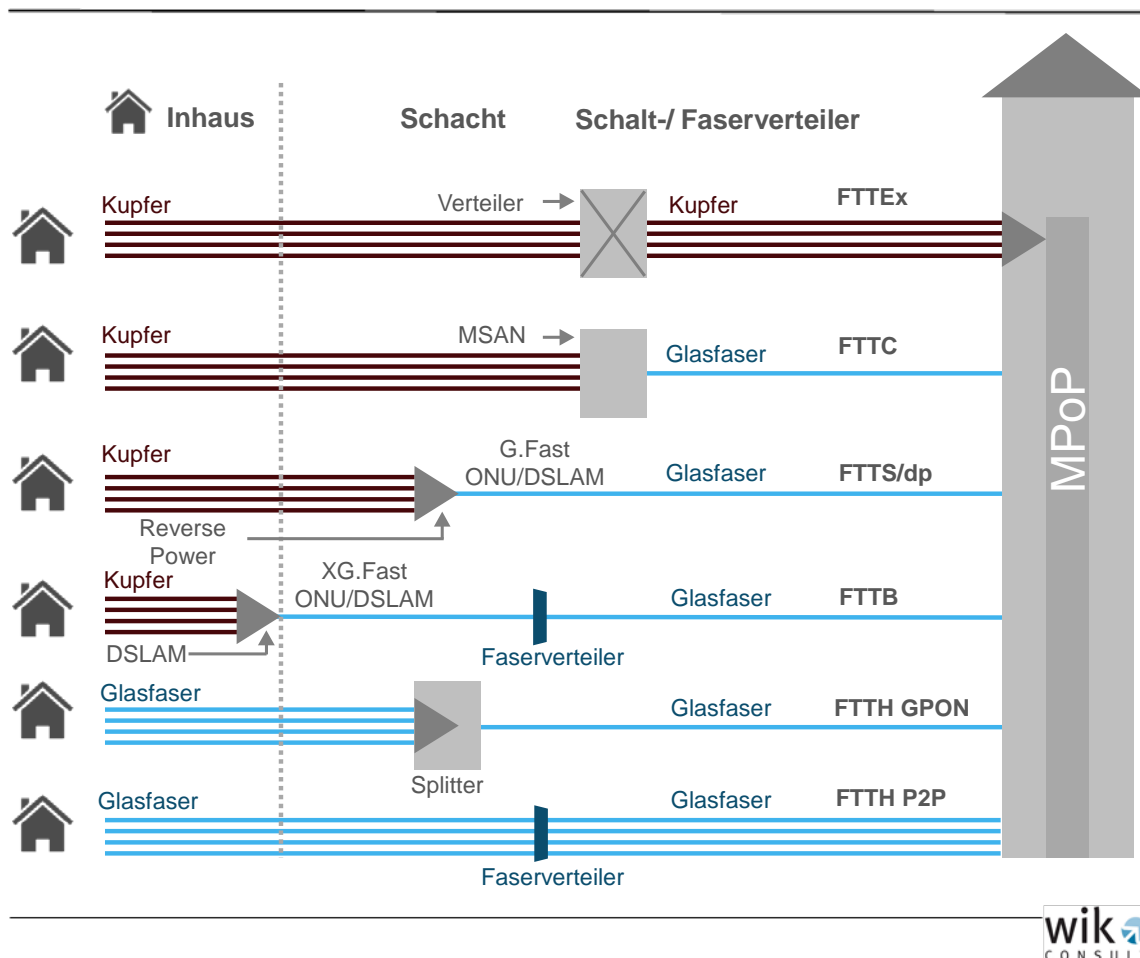 Inhaus
Schacht
Schalt-/ Faserverteiler
Kupfer
Verteiler
Kupfer
FTTEx
Kupfer
MSAN
Glasfaser
FTTC
Kupfer
G.Fast
ONU/DSLAM
Glasfaser
FTTS/dp
Reverse
Power
Kupfer
XG.Fast
ONU/DSLAM
Glasfaser
FTTB
DSLAM
Faserverteiler
Glasfaser
Glasfaser
FTTH GPON
Splitter
Glasfaser
Glasfaser
FTTH P2P
Faserverteiler
MPoP
wik